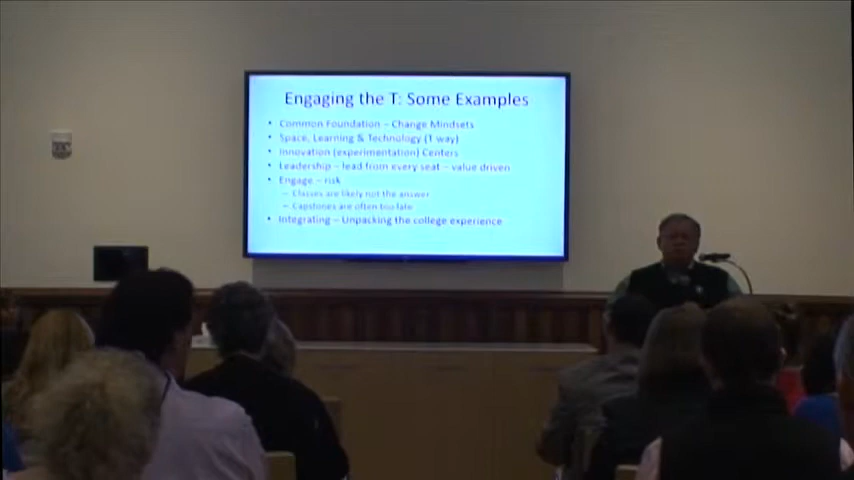 Engaging the T: Some Examples
• Common Foundation – Change Mindsets
• Space, Learning & Technology (T way)
• Innovation (experimentation) Centers
• Leadership – lead from every seat – value driven
• Engage – risk
– Classes are likely not the answer
– Capstones are often too late
• Integrating – Unpacking the college experience